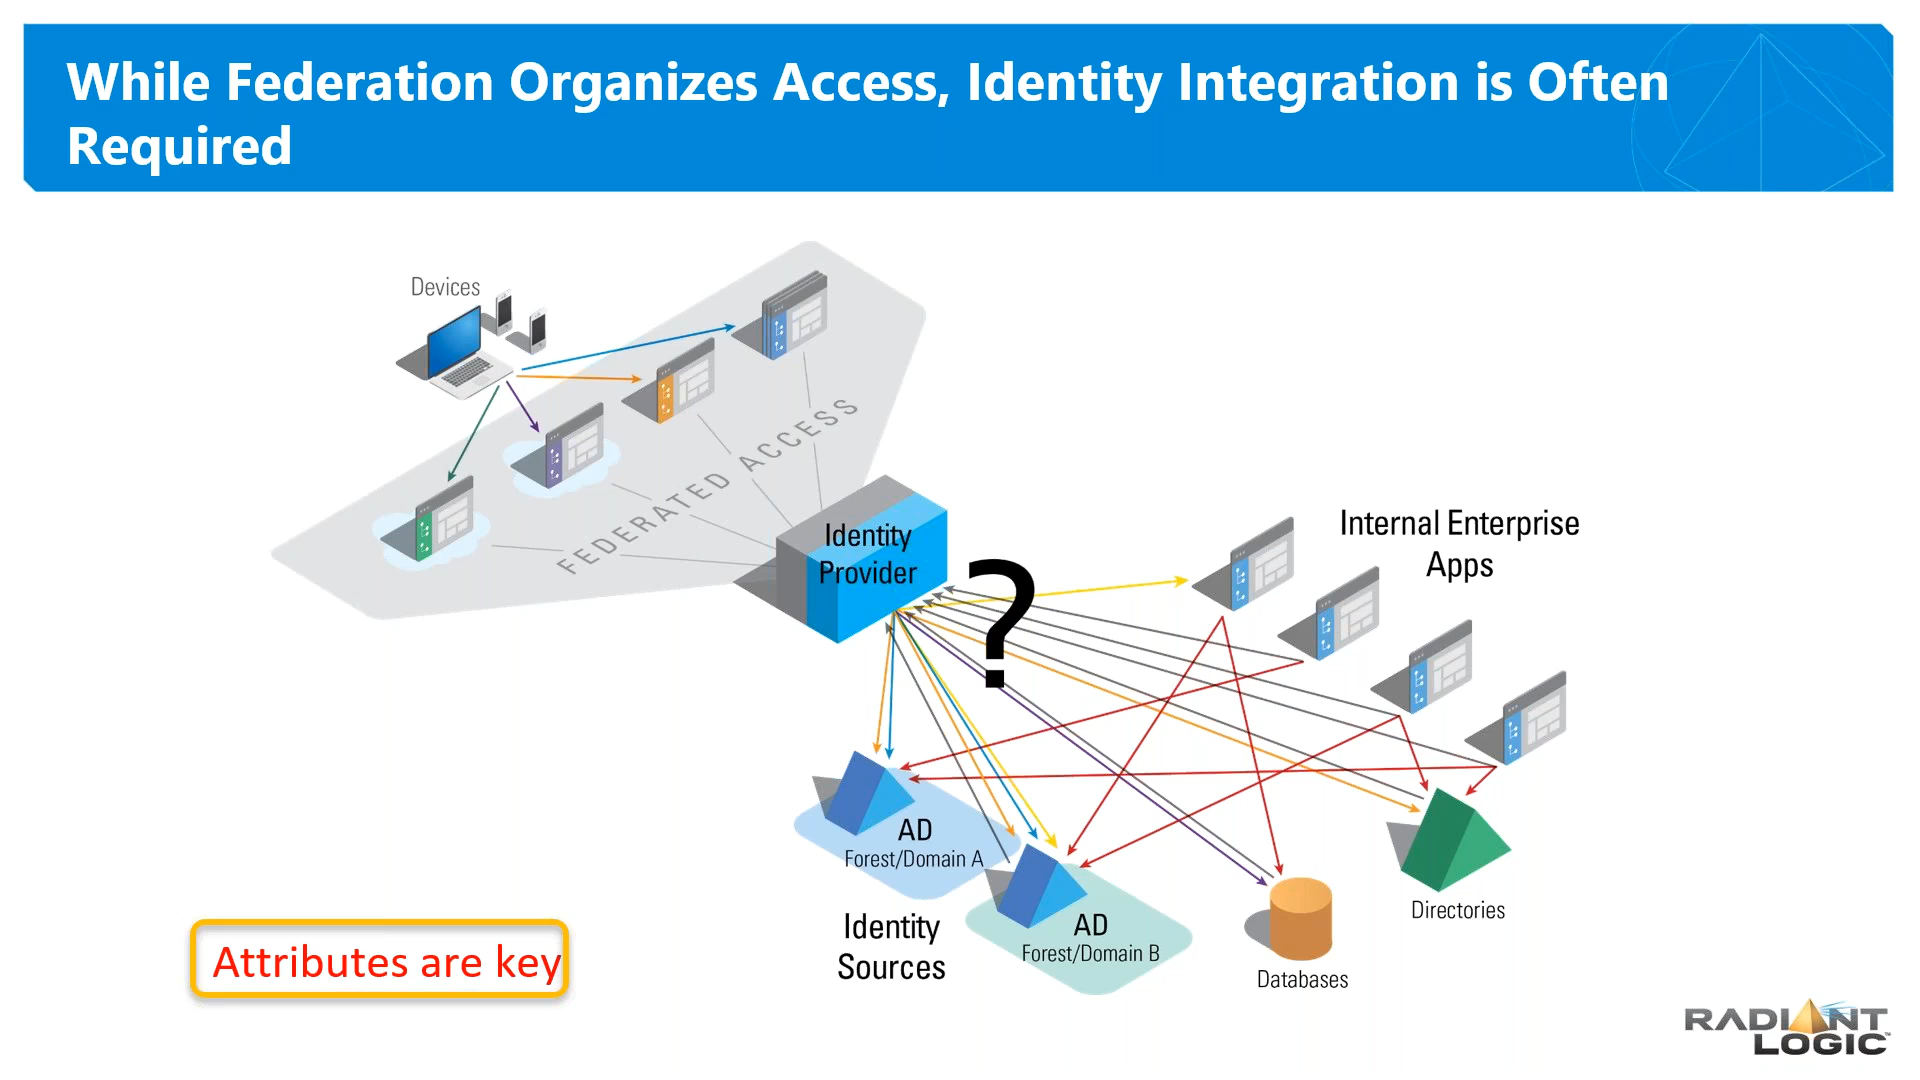 While Federation Organizes Access, Identity Integration is Often
Required
Devices
FEDERATED ACCESS
Identity
Provider
?
Internal Enterprise
Apps
AD
Forest/Domain A
Identity
Sources
AD
Forest/Domain B
Databases
Directories
Attributes are key
RADIANT
LOGIC™